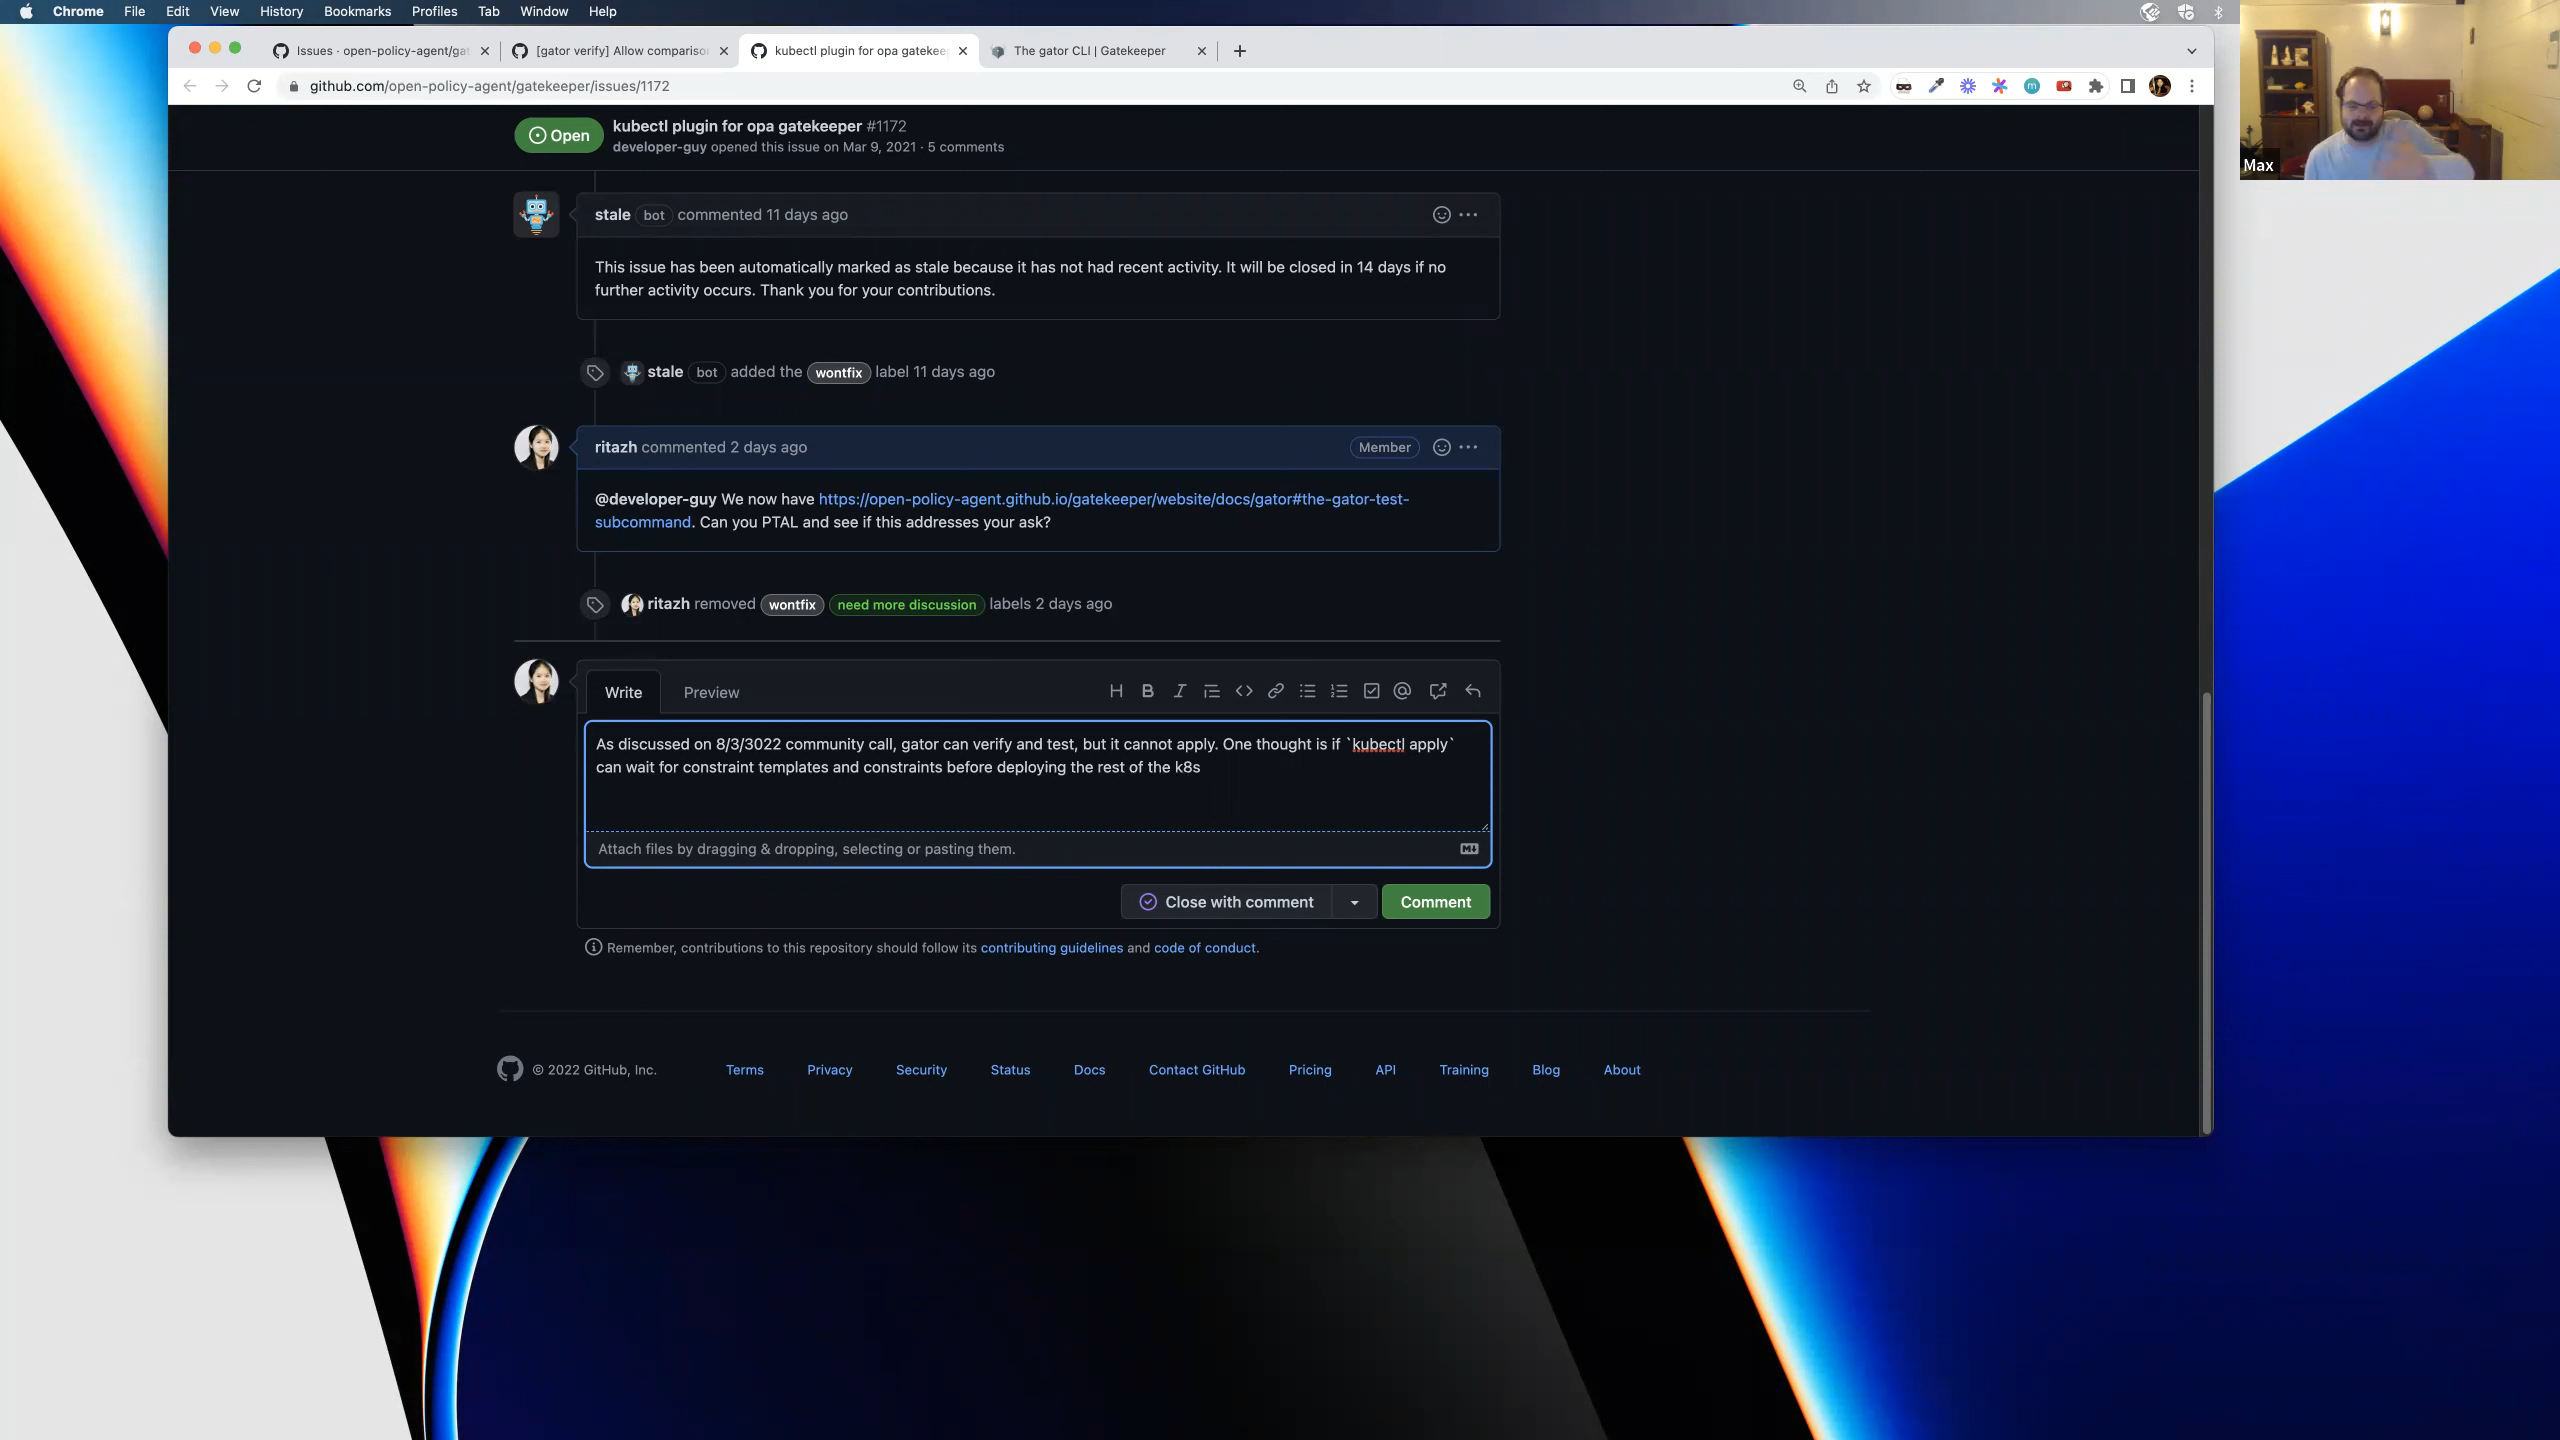 Chrome File Edit View History Bookmarks Profiles Tab Window Help
Issues · open-policy-agent/gat
[gator verify] Allow comparison
kubectl plugin for opa gatekeep
The gator CLI | Gatekeeper
github.com/open-policy-agent/gatekeeper/issues/1172
Max
Open
kubectl plugin for opa gatekeeper #1172
developer-guy opened this issue on Mar 9, 2021 · 5 comments
stale bot commented 11 days ago
This issue has been automatically marked as stale because it has not had recent activity. It will be closed in 14 days if no
further activity occurs. Thank you for your contributions.
stale bot added the wontfix label 11 days ago
ritazh commented 2 days ago
Member
@developer-guy We now have https://open-policy-agent.github.io/gatekeeper/website/docs/gator#the-gator-test-
subcommand. Can you PTAL and see if this addresses your ask?
ritazh removed wontfix need more discussion labels 2 days ago
Write Preview
As discussed on 8/3/3022 community call, gator can verify and test, but it cannot apply. One thought is if `kubectl apply`
can wait for constraint templates and constraints before deploying the rest of the k8s
Attach files by dragging & dropping, selecting or pasting them.
Close with comment
Comment
Remember, contributions to this repository should follow its contributing guidelines and code of conduct.
© 2022 GitHub, Inc. Terms Privacy Security Status Docs Contact GitHub Pricing API Training Blog About